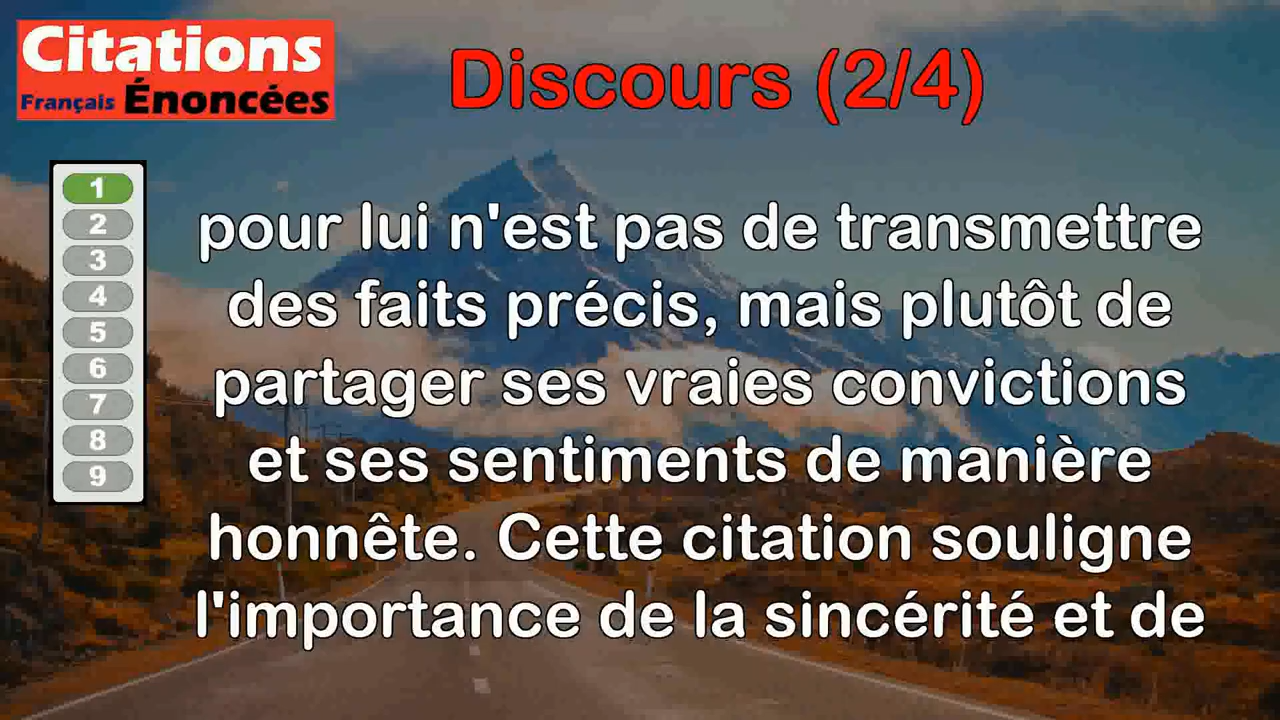 Citations
Français Énoncées
Discours (2/4)
1
2
3
4
5
6
7
8
9
pour lui n'est pas de transmettre
des faits précis, mais plutôt de
partager ses vraies convictions
et ses sentiments de manière
honnête. Cette citation souligne
l'importance de la sincérité et de